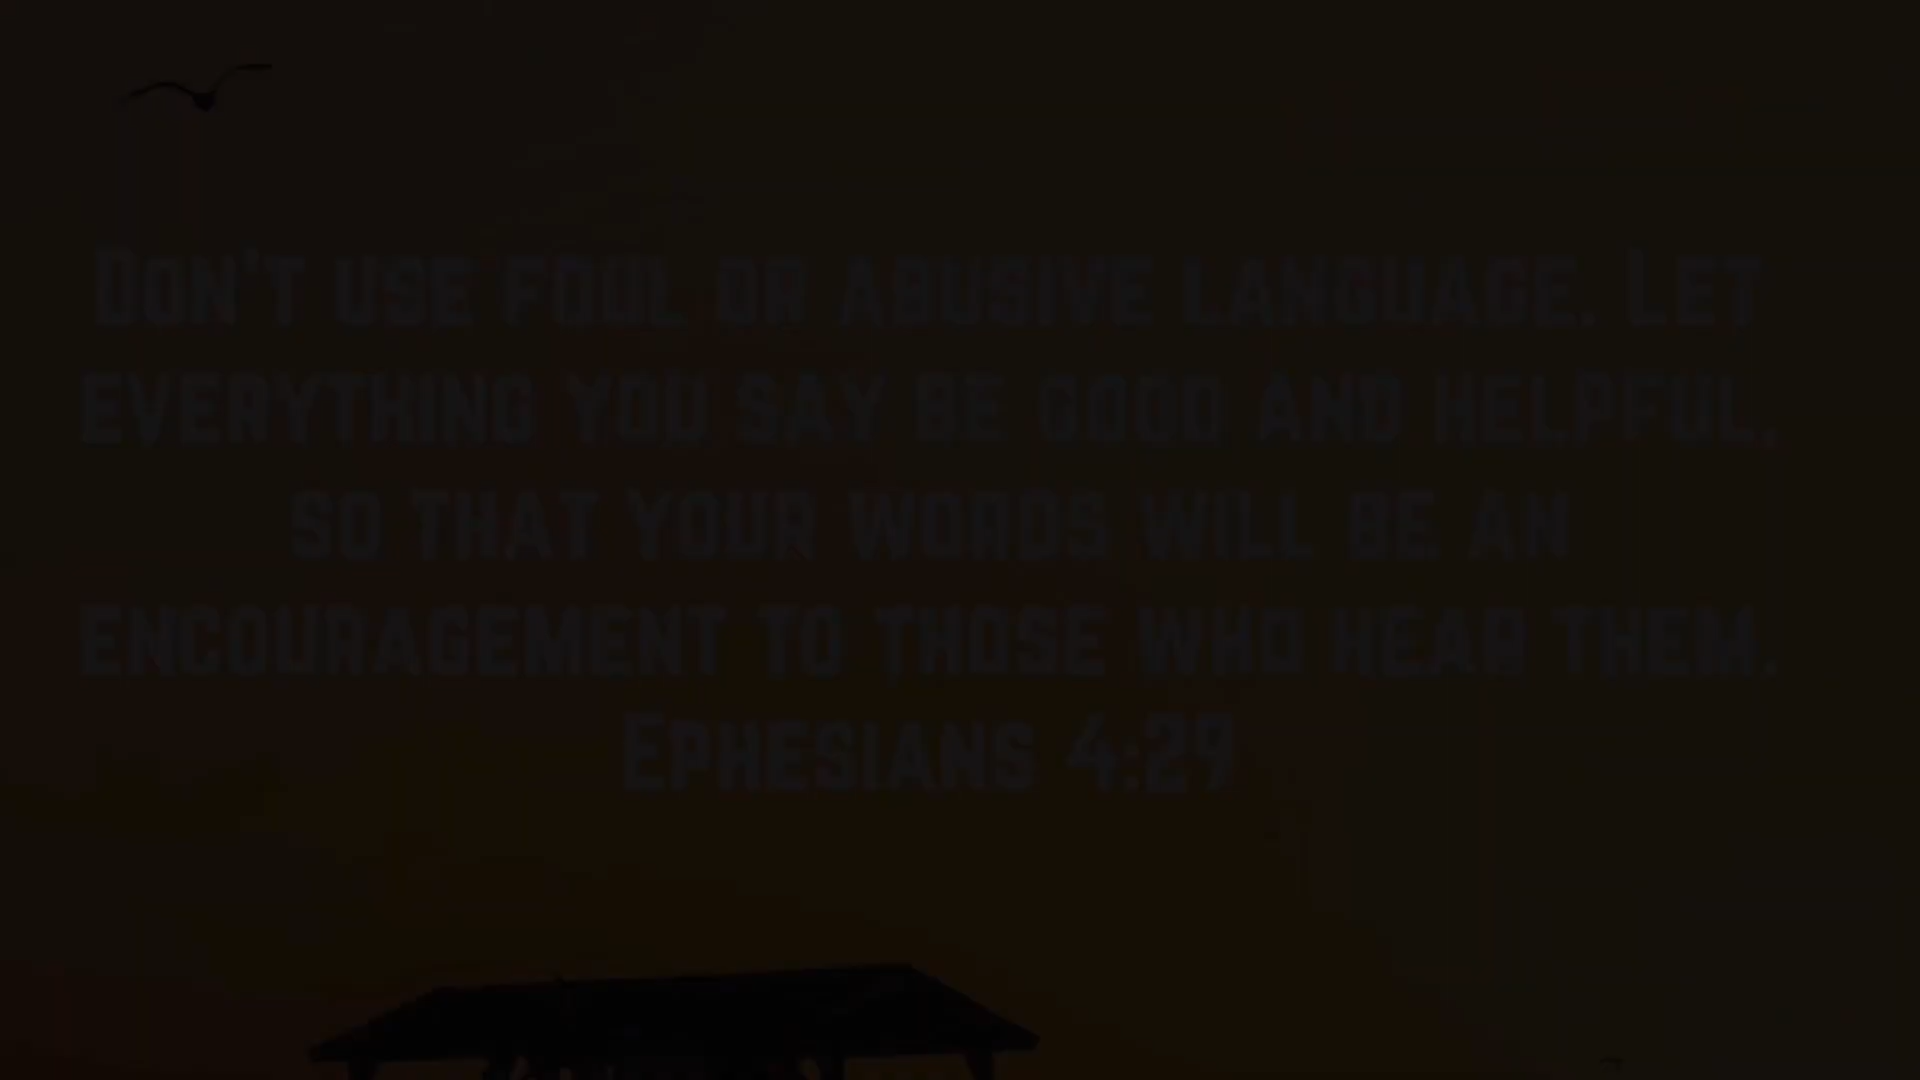 Don't use foul or abusive language. Let
everything you say be good and helpful,
so that your words will be an
encouragement to those who hear them.
Ephesians 4:29